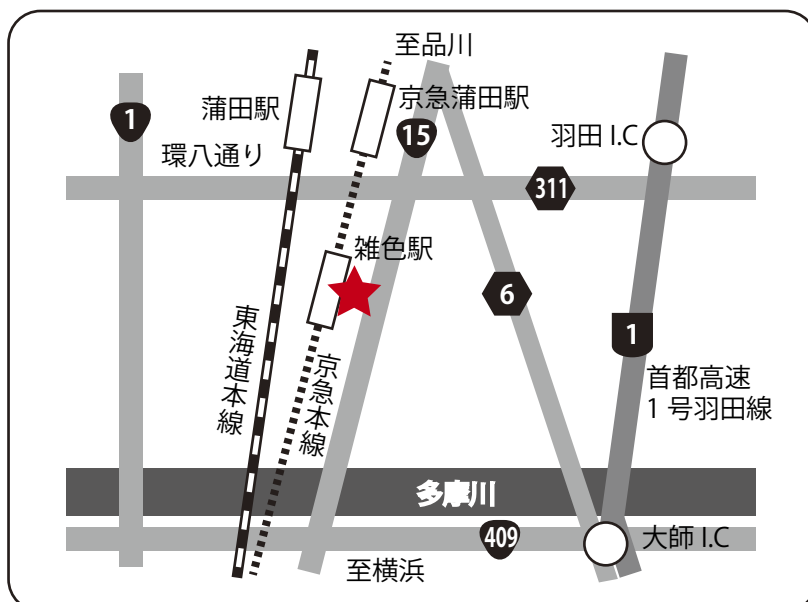 至品川
蒲田駅
京急蒲田駅
1
15
羽田 I.C
環八通り
311
雑色駅
6
1
東海道本線
京急本線
首都高速
1 号羽田線
多摩川
409
大師 I.C
至横浜